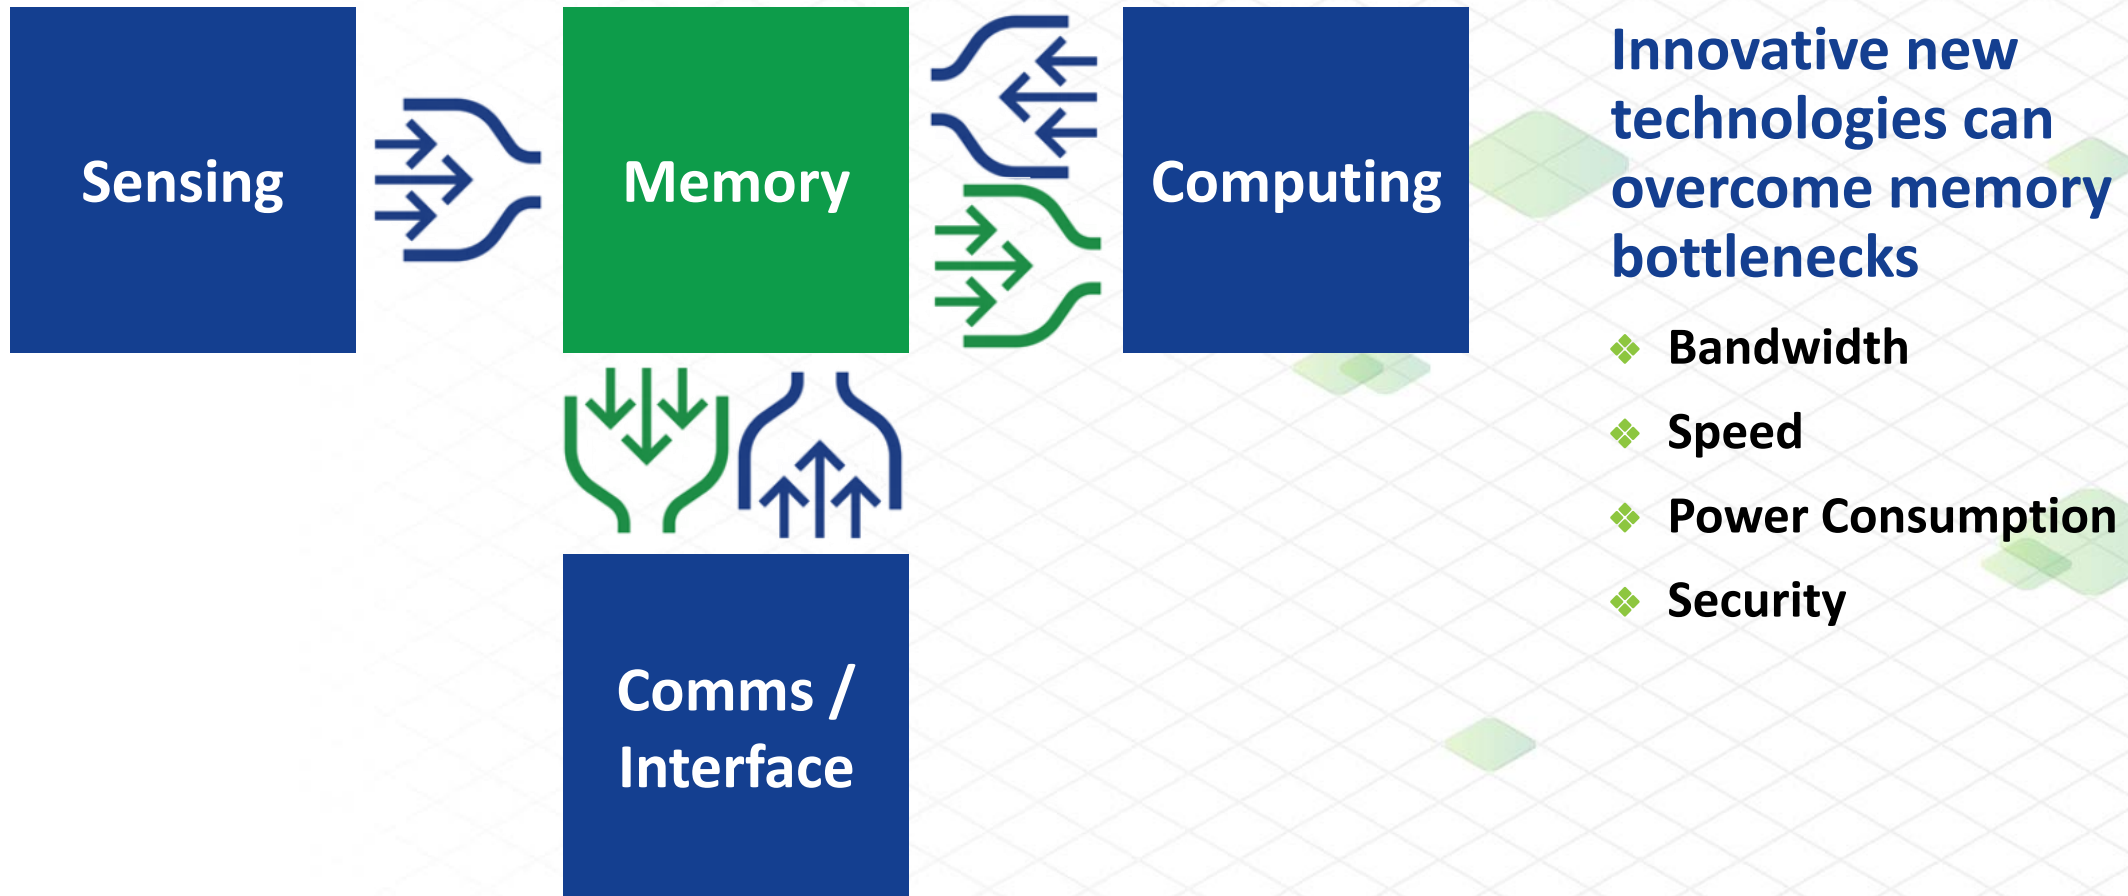 Sensing
Memory
Computing
Comms /
Interface
Innovative new
technologies can
overcome memory
bottlenecks
Bandwidth
Speed
Power Consumption
Security